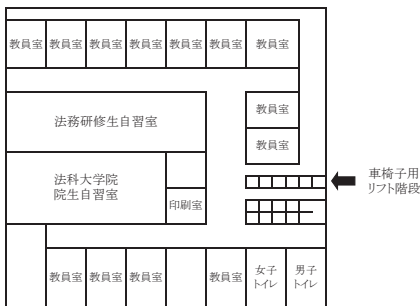 教員室 教員室 教員室 教員室 教員室 教員室 教員室
教員室
法務研修生自習室
教員室
法科大学院
院生自習室
車椅子用
リフト階段
印刷室
教員室 教員室 教員室 教員室
女子
トイレ
男子
トイレ